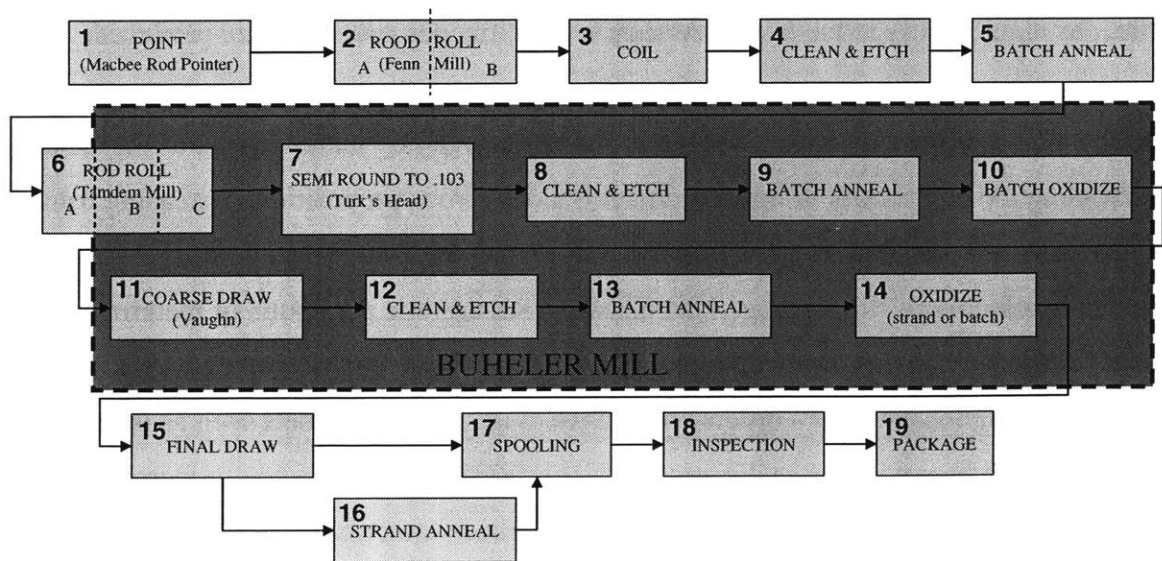 1 POINT
(Macbee Rod Pointer)
2 ROOD ROLL
A (Fenn Mill) B
3 COIL
4 CLEAN & ETCH
5 BATCH ANNEAL
6 ROD ROLL
(Tamdem Mill)
A B C
7 SEMI ROUND TO .103
(Turk's Head)
8 CLEAN & ETCH
9 BATCH ANNEAL
10 BATCH OXIDIZE
11 COARSE DRAW
(Vaughn)
12 CLEAN & ETCH
13 BATCH ANNEAL
14 OXIDIZE
(strand or batch)
BUHELER MILL
15 FINAL DRAW
17 SPOOLING
18 INSPECTION
19 PACKAGE
16 STRAND ANNEAL